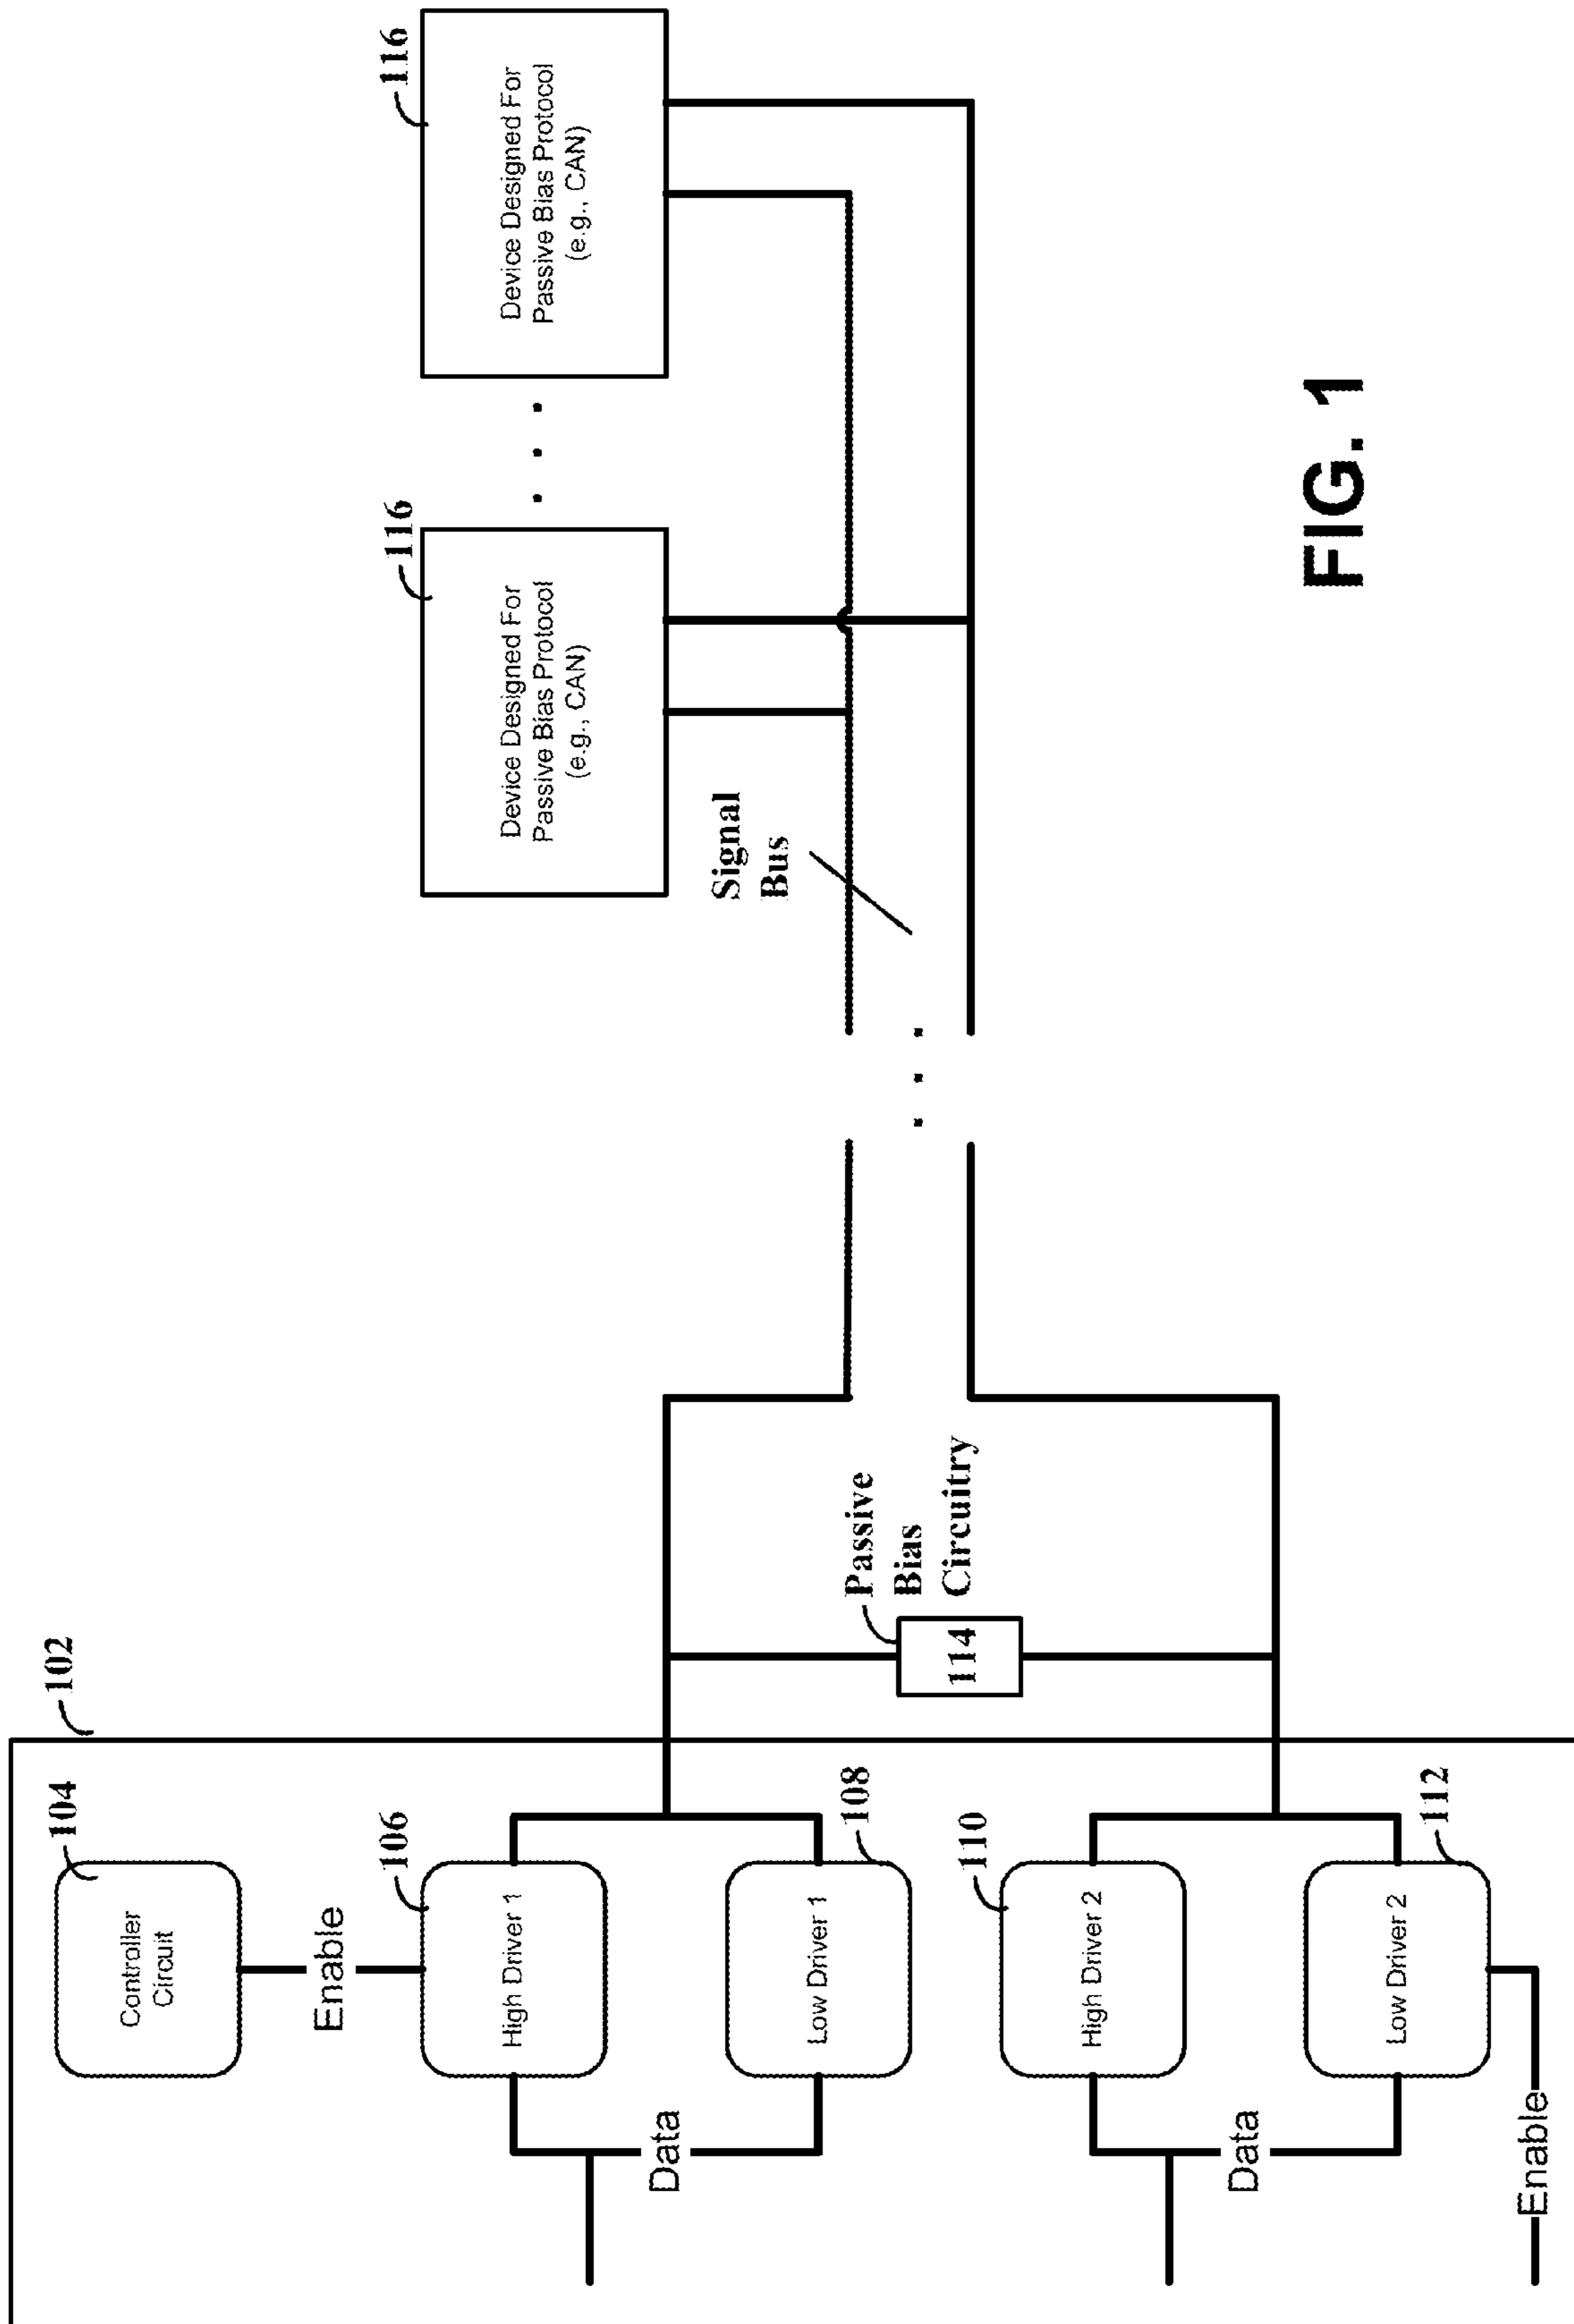 102
104
Controller
Circuit
Enable
106
High Driver 1
Data
Low Driver 1
108
110
High Driver 2
Data
Low Driver 2
112
Enable
Passive
Bias
Circuitry
114
Signal
Bus
116
Device Designed For
Passive Bias Protocol
(e.g., CAN)
116
Device Designed For
Passive Bias Protocol
(e.g., CAN)
FIG. 1